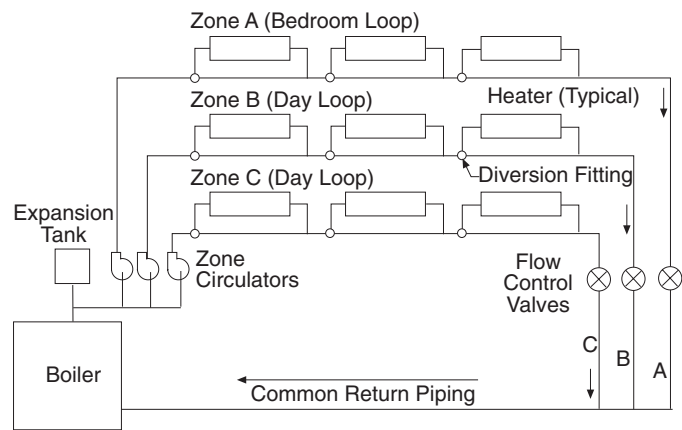 Zone A (Bedroom Loop)
Heater (Typical)
Zone B (Day Loop)
Diversion Fitting
Zone C (Day Loop)
Expansion
Tank
Zone
Circulators
Flow
Control
Valves
C
B
A
Boiler
Common Return Piping